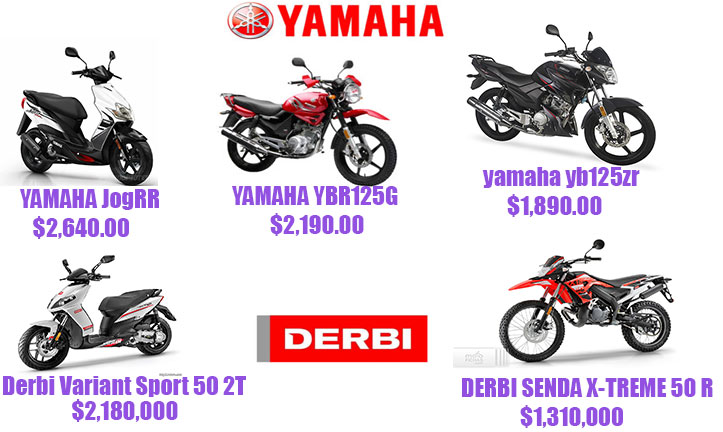 YAMAHA
YAMAHA JogRR
$2,640.00
YAMAHA YBR125G
$2,190.00
yamaha yb125zr
$1,890.00
DERBI
Derbi Variant Sport 50 2T
$2,180,000
DERBI SENDA X-TREME 50 R
$1,310,000